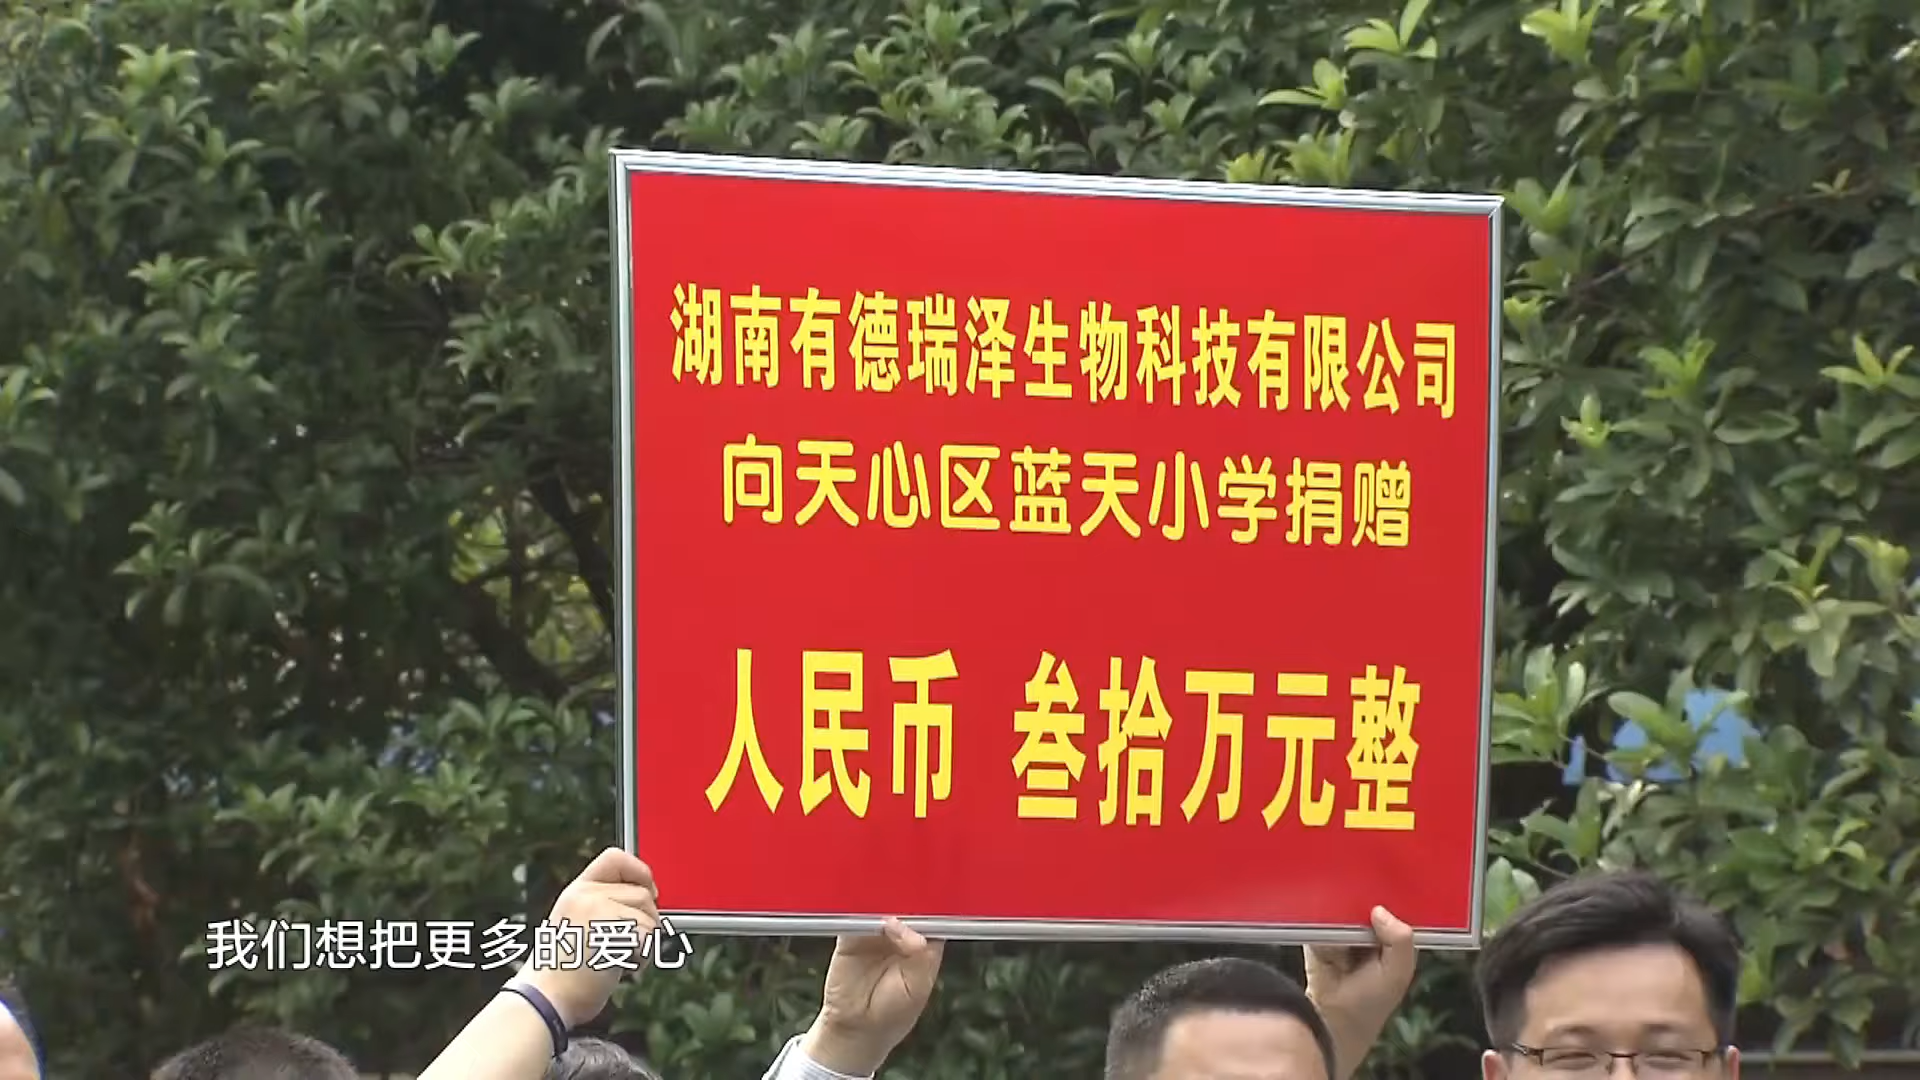 湖南有德瑞泽生物科技有限公司
向天心区蓝天小学捐赠
人民币 叁拾万元整
我们想把更多的爱心